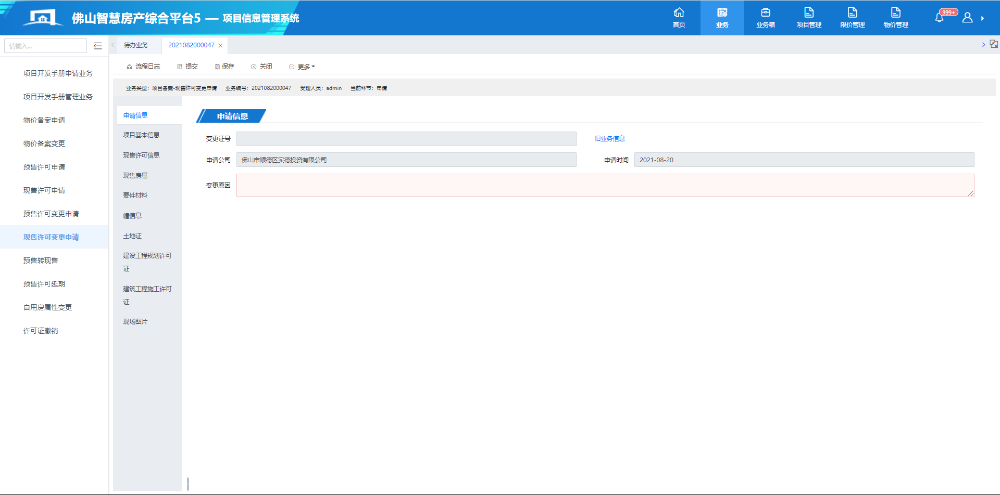 佛山智慧房产综合平台5 — 项目信息管理系统
首页
业务
业务箱
项目管理
限价管理
物价管理
999+
请输入...
待办业务
2021082000047
流程日志
提交
保存
关闭
更多
业务类型：项目备案-现售许可变更申请 业务编号：2021082000047 受理人员：admin 当前环节：申请
项目开发手册申请业务
项目开发手册管理业务
物价备案申请
物价备案变更
预售许可申请
现售许可申请
预售许可变更申请
现售许可变更申请
预售转现售
预售许可延期
自用房属性变更
许可证撤销
申请信息
项目基本信息
现售许可信息
现售房屋
要件材料
幢信息
土地证
建设工程规划许可
证
建筑工程施工许可
证
现场图片
申请信息
变更证号
旧业务信息
申请公司 佛山市顺德区实德投资有限公司
申请时间 2021-08-20
变更原因